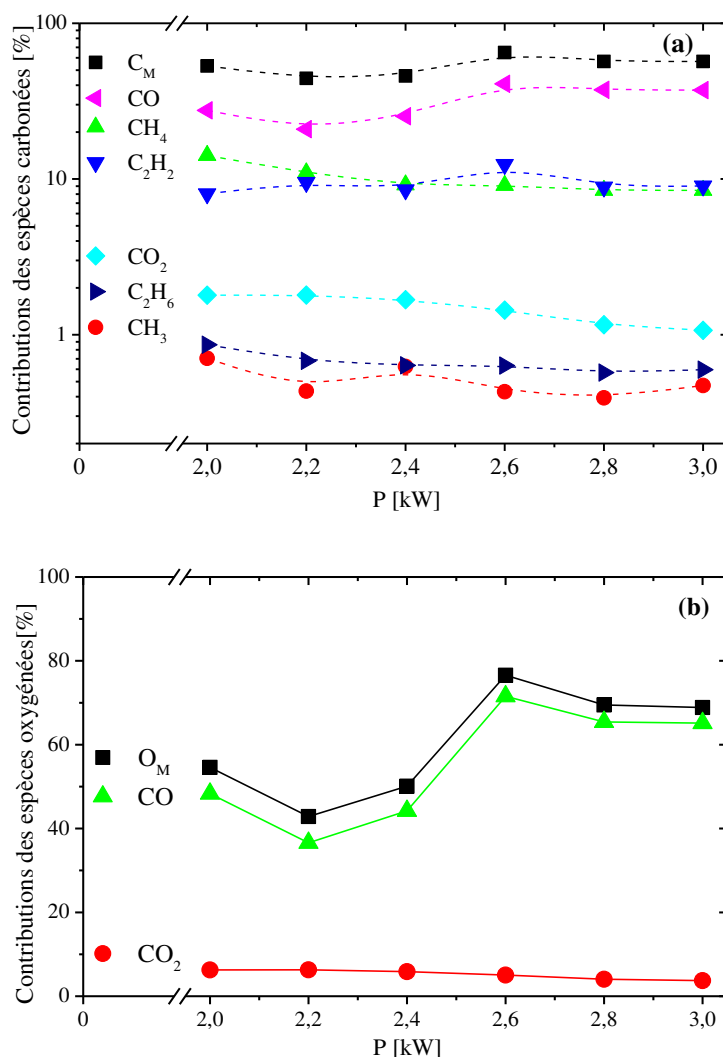 Contributions des espèces carbonées [%]
(a)
100
10
1
C_M
CO
CH_4
C_2H_2
CO_2
C_2H_6
CH_3
0
2,0
2,2
2,4
2,6
2,8
3,0
P [kW]
Contributions des espèces oxygénées[%]
(b)
100
80
60
40
20
0
O_M
CO
CO_2
0
2,0
2,2
2,4
2,6
2,8
3,0
P [kW]